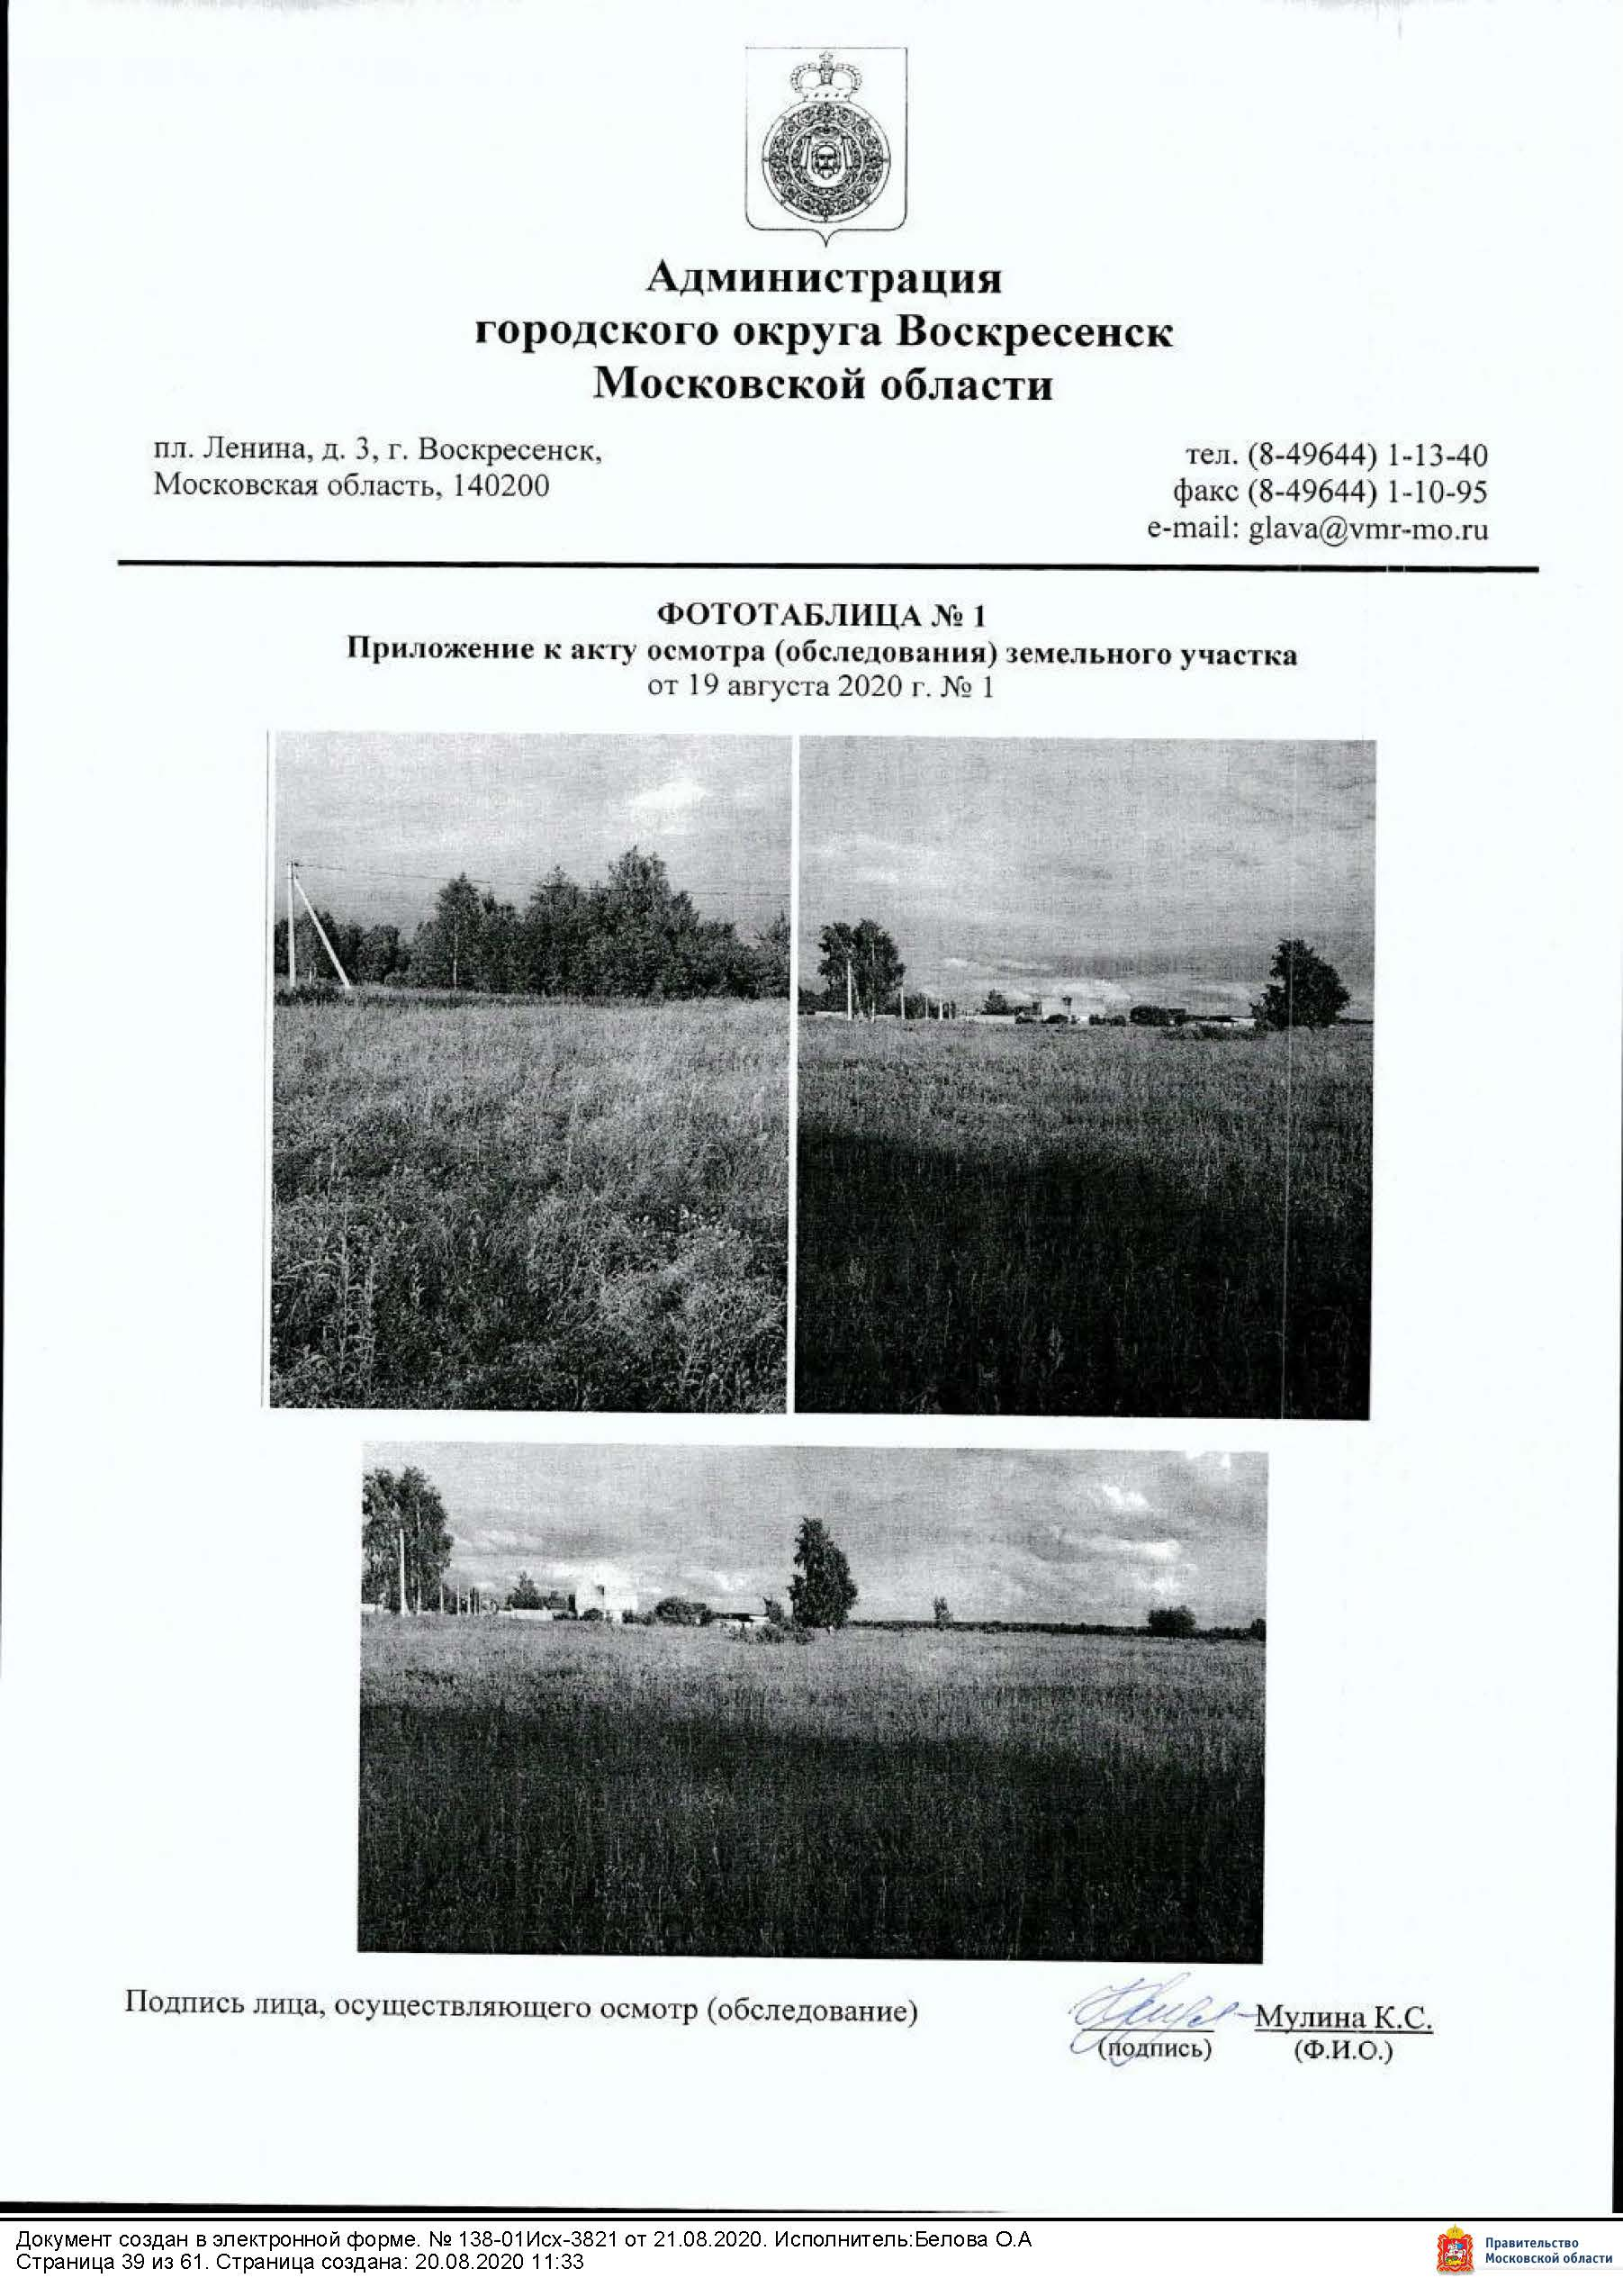 Администрация
городского округа Воскресенск
Московской области
пл. Ленина, д. 3, г. Воскресенск,
Московская область, 140200
тел. (8-49644) 1-13-40
факс (8-49644) 1-10-95
e-mail: glava@vmr-mo.ru
ФОТОТАБЛИЦА № 1
Приложение к акту осмотра (обследования) земельного участка
от 19 августа 2020 г. № 1
Подпись лица, осуществляющего осмотр (обследование)
Мулина К.С.
(подпись)
(Ф.И.О.)
Документ создан в электронной форме. № 138-01Исх-3821 от 21.08.2020. Исполнитель:Белова О.А
Страница 39 из 61. Страница создана: 20.08.2020 11:33
Правительство
Московской области